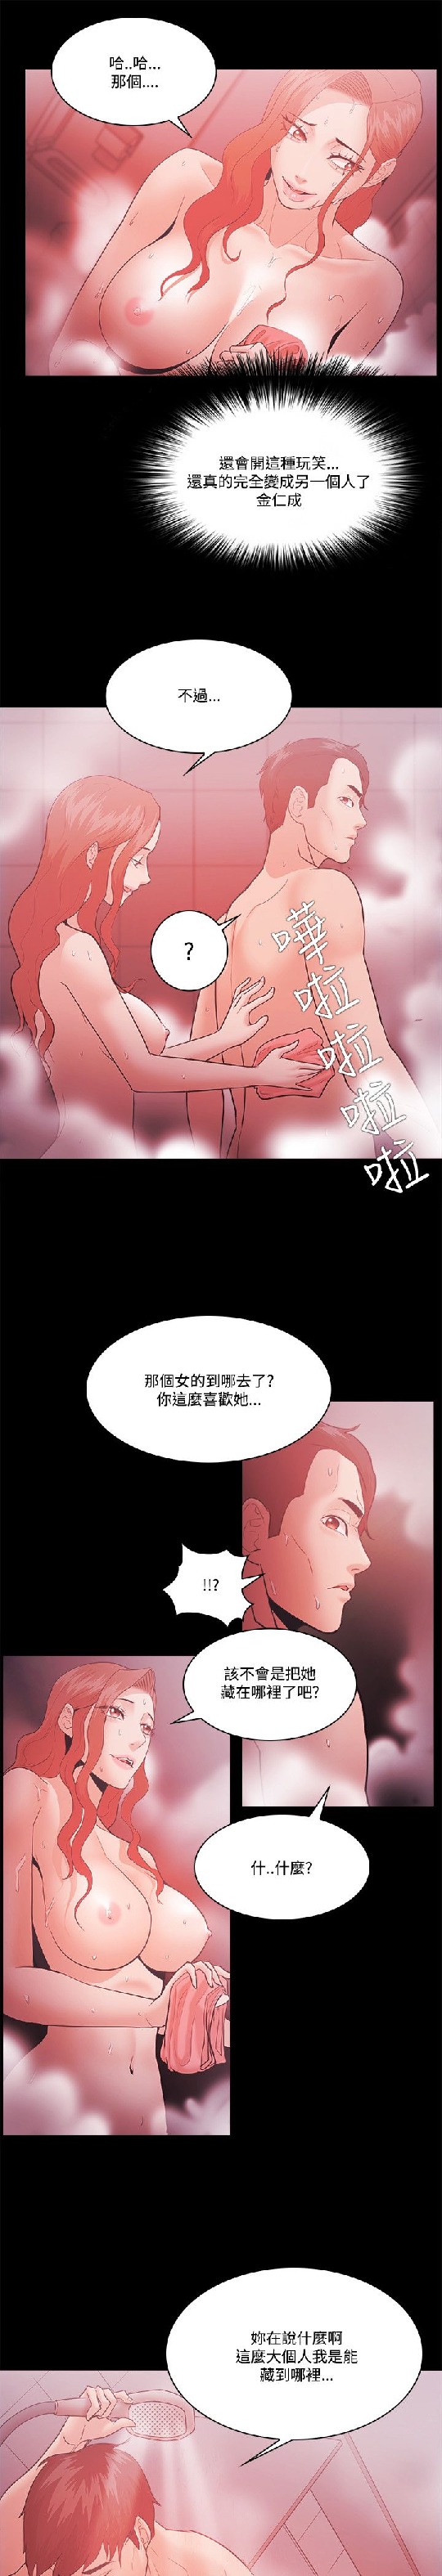 哈..哈...
那個....
還會開這種玩笑...
還真的完全變成另一個人了
金仁成
不過...
?
嘩啦啦啦啦
那個女的到哪去了?
你這麼喜歡她...
!!?
該不會是把她
藏在哪裡了吧?
什..什麼?
妳在說什麼啊
這麼大個人我是能
藏到哪裡...